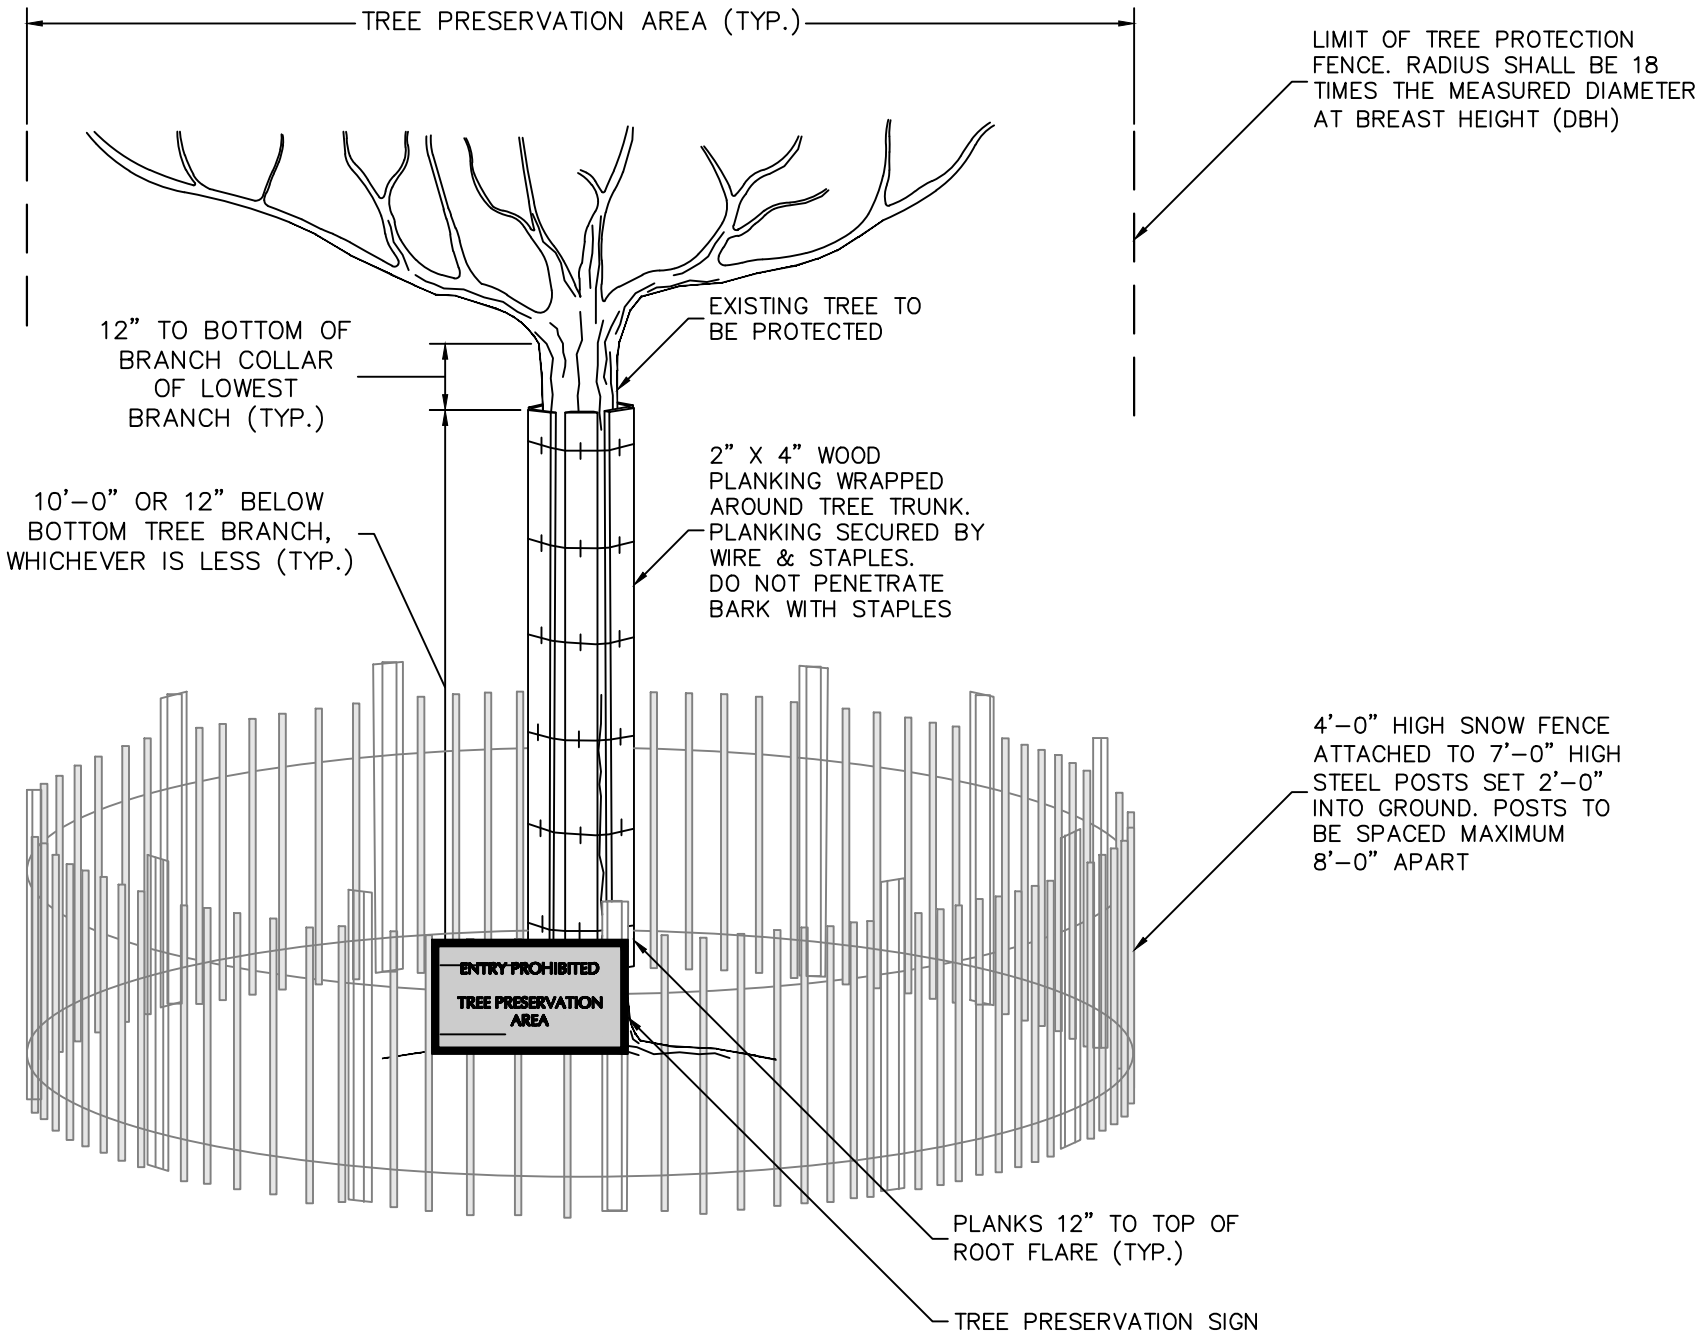 TREE PRESERVATION AREA (TYP.)
LIMIT OF TREE PROTECTION
FENCE. RADIUS SHALL BE 18
TIMES THE MEASURED DIAMETER
AT BREAST HEIGHT (DBH)
EXISTING TREE TO
BE PROTECTED
12” TO BOTTOM OF
BRANCH COLLAR
OF LOWEST
BRANCH (TYP.)
2” X 4” WOOD
PLANKING WRAPPED
AROUND TREE TRUNK.
PLANKING SECURED BY
WIRE & STAPLES.
DO NOT PENETRATE
BARK WITH STAPLES
10’–0” OR 12” BELOW
BOTTOM TREE BRANCH,
WHICHEVER IS LESS (TYP.)
4’–0” HIGH SNOW FENCE
ATTACHED TO 7’–0” HIGH
STEEL POSTS SET 2’–0”
INTO GROUND. POSTS TO
BE SPACED MAXIMUM
8’–0” APART
ENTRY PROHIBITED
TREE PRESERVATION
AREA
PLANKS 12” TO TOP OF
ROOT FLARE (TYP.)
TREE PRESERVATION SIGN